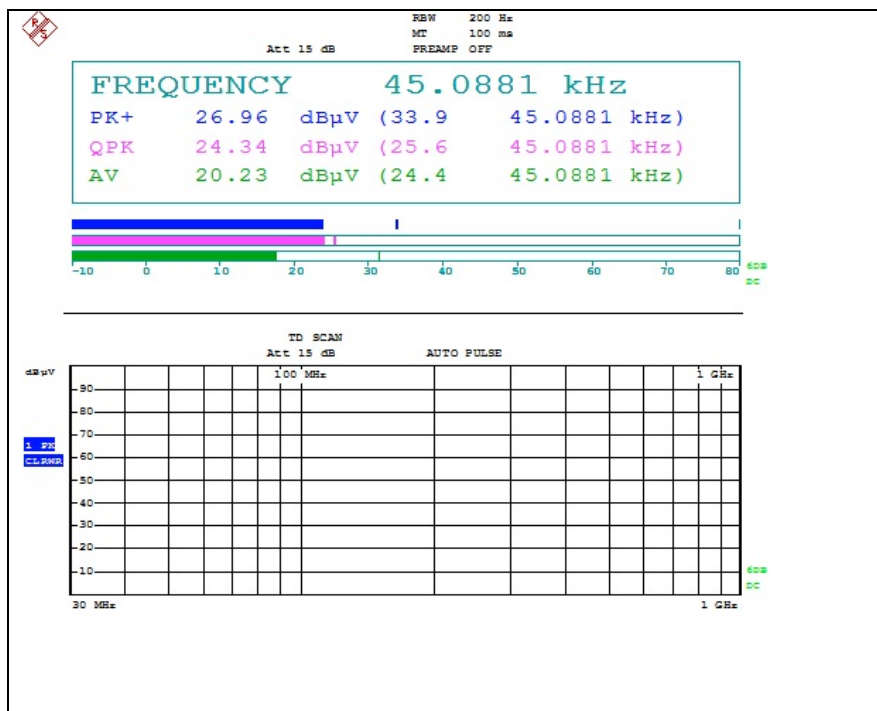 R S
RBW 200 Hz
MT 100 ms
Att 15 dB PREAMP OFF
FREQUENCY 45.0881 kHz
PK+ 26.96 dBµV (33.9 45.0881 kHz)
QPK 24.34 dBµV (25.6 45.0881 kHz)
AV 20.23 dBµV (24.4 45.0881 kHz)
-10 0 10 20 30 40 50 60 70 80
6DB
DC
TD SCAN
Att 15 dB AUTO PULSE
dBµV 100 MHz 1 GHz
90
80
70
1 PK
CLRWR
60
50
40
30
20
10
6DB
DC
30 MHz 1 GHz